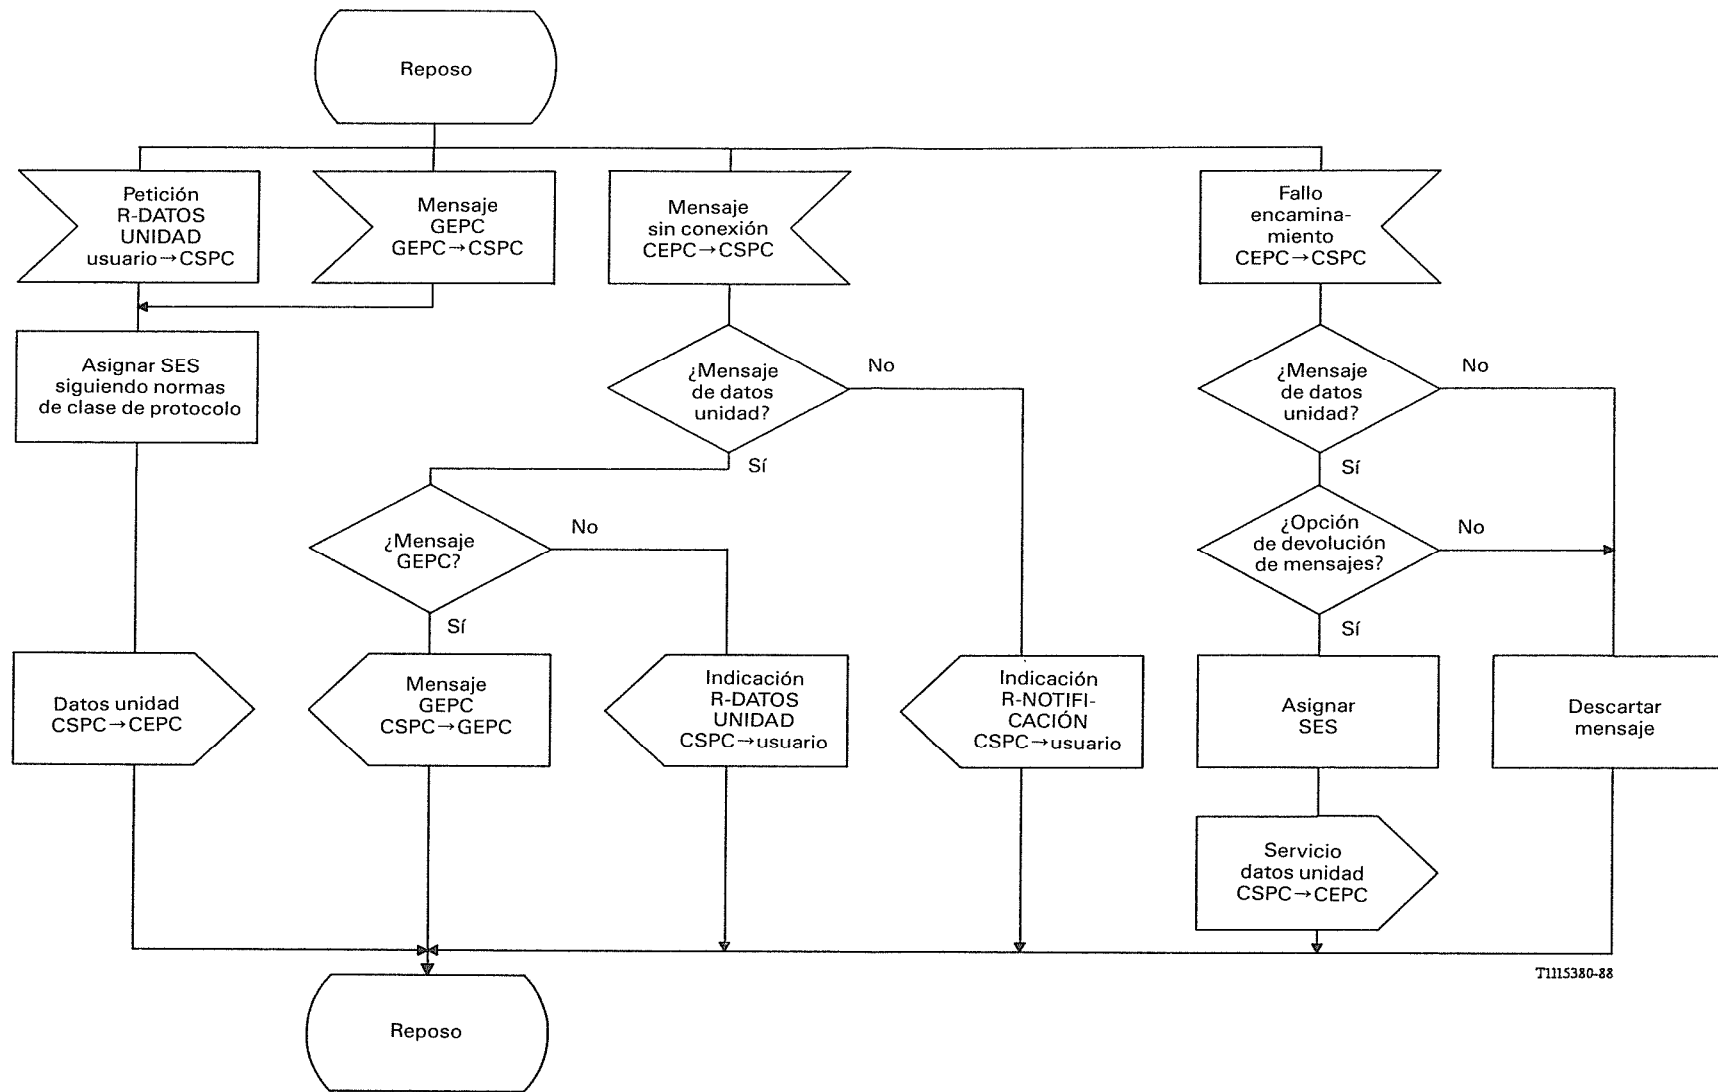 Reposo
Petición
R-DATOS
UNIDAD
usuario→CSPC
Mensaje
GEPC
GEPC→CSPC
Mensaje
sin conexión
CEPC→CSPC
Fallo
encamina-
miento
CEPC→CSPC
Asignar SES
siguiendo normas
de clase de protocolo
¿Mensaje
de datos
unidad?
No
Sí
¿Mensaje
de datos
unidad?
No
Sí
¿Mensaje
GEPC?
No
Sí
¿Opción
de devolución
de mensajes?
No
Sí
Datos unidad
CSPC→CEPC
Mensaje
GEPC
CSPC→GEPC
Indicación
R-DATOS
UNIDAD
CSPC→usuario
Indicación
R-NOTIFI-
CACIÓN
CSPC→usuario
Asignar
SES
Descartar
mensaje
Servicio
datos unidad
CSPC→CEPC
T1115380-88
Reposo